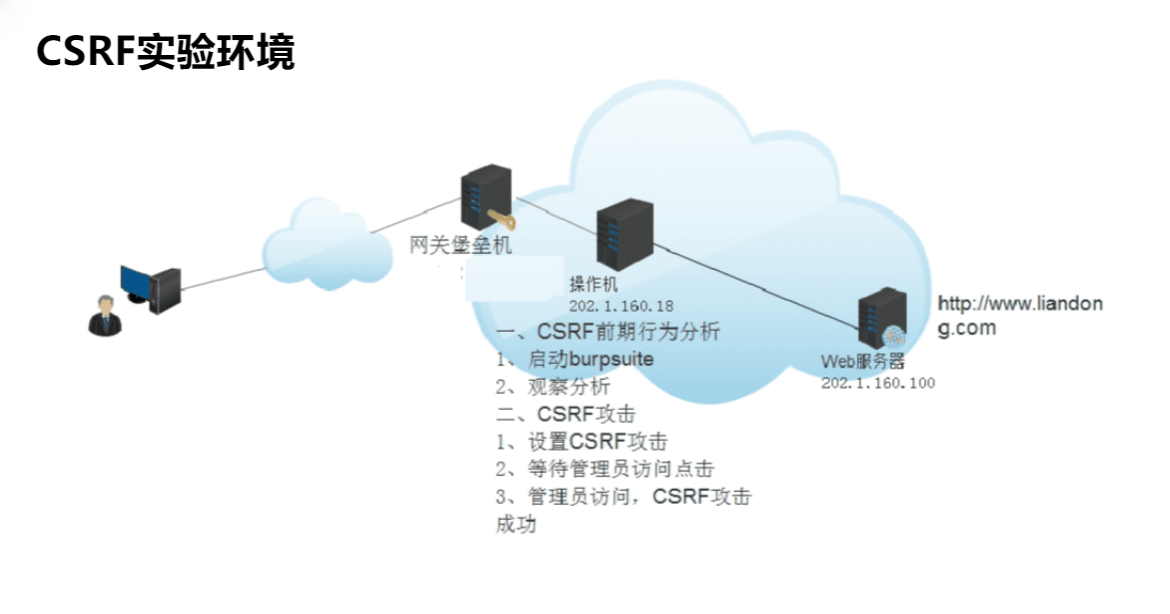 CSRF实验环境
网关堡垒机
:
操作机
202.1.160.18
一、CSRF前期行为分析
1、启动burpsuite
2、观察分析
二、CSRF攻击
1、设置CSRF攻击
2、等待管理员访问点击
3、管理员访问，CSRF攻击
成功
http://www.liandon
g.com
Web服务器
202.1.160.100